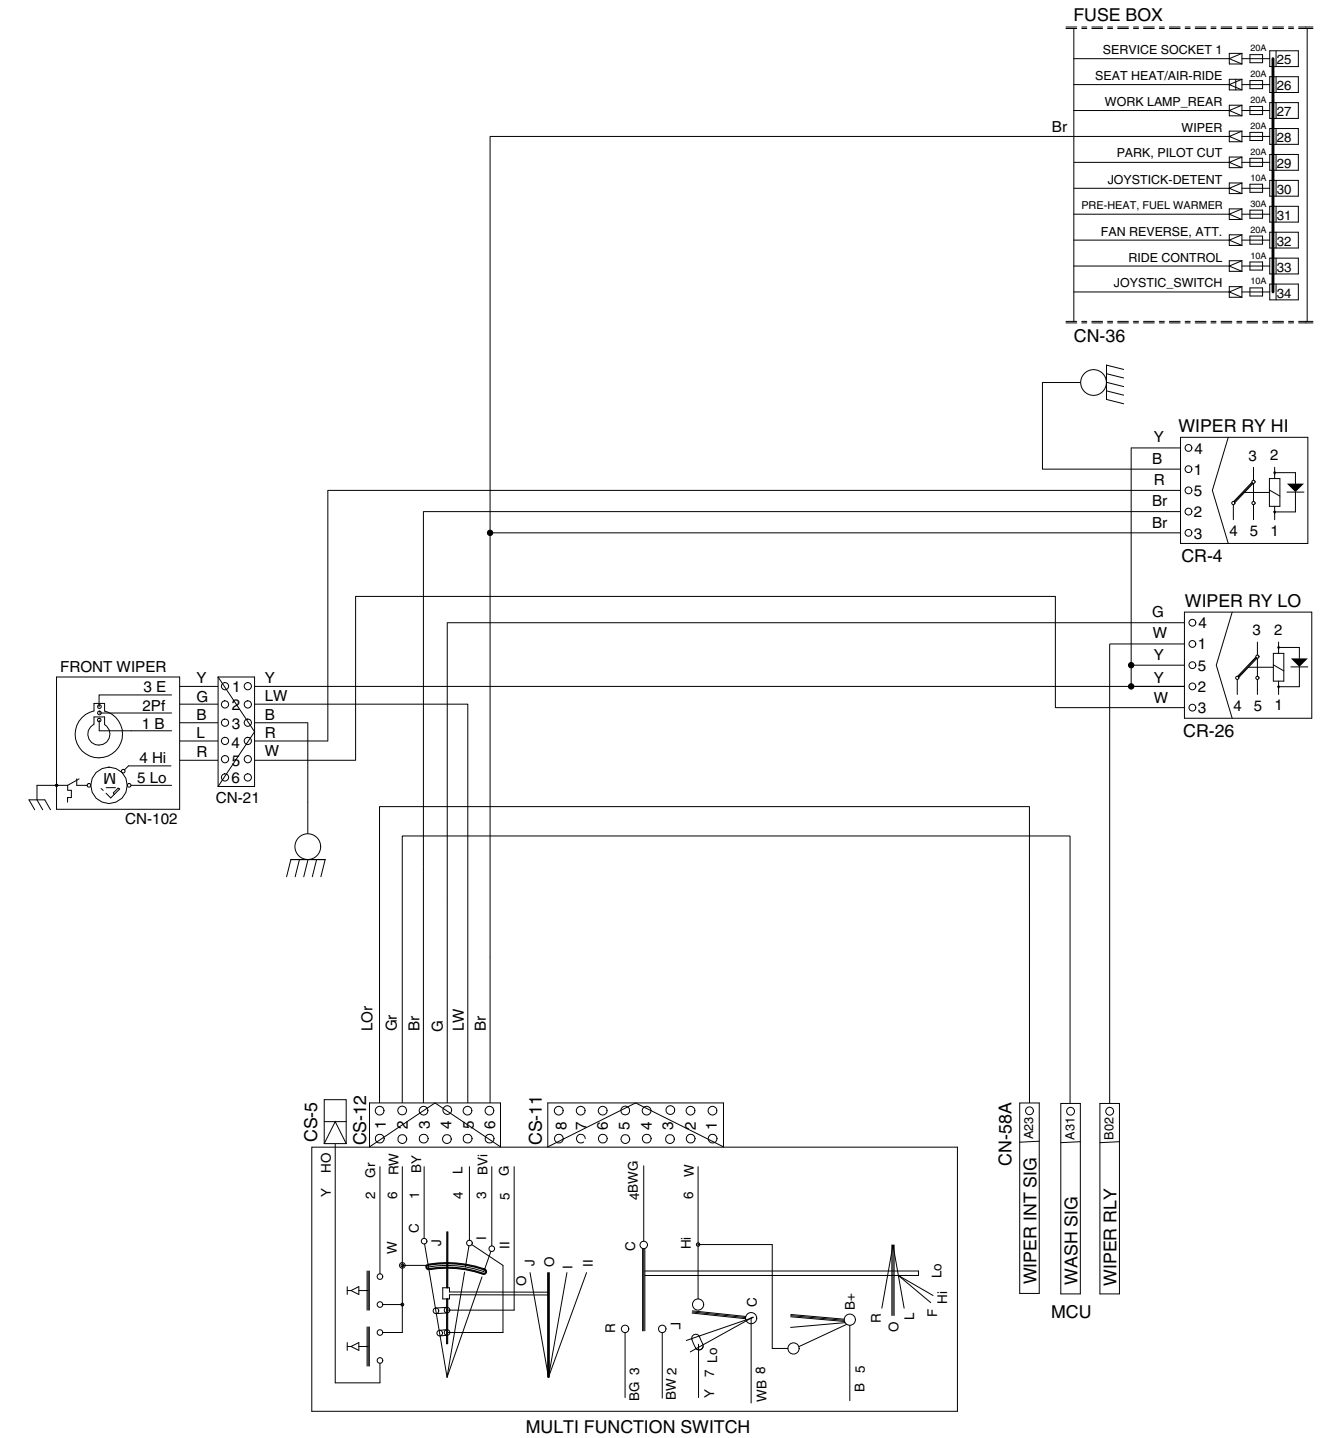 FUSE BOX
SERVICE SOCKET 1 20A 25
SEAT HEAT/AIR-RIDE 20A 26
WORK LAMP_REAR 20A 27
Br WIPER 20A 28
PARK, PILOT CUT 20A 29
JOYSTICK-DETENT 10A 30
PRE-HEAT, FUEL WARMER 30A 31
FAN REVERSE, ATT. 20A 32
RIDE CONTROL 10A 33
JOYSTIC_SWITCH 10A 34
CN-36
WIPER RY HI
Y 4
B 1
R 5
Br 2
Br 3
3 2
4 5 1
CR-4
WIPER RY LO
G 4
W 1
Y 5
Y 2
W 3
3 2
4 5 1
CR-26
FRONT WIPER
3 E
2Pf
1 B
4 Hi
5 Lo
M
CN-102
Y 1 Y
G 2 LW
B 3 B
L 4 R
R 5 W
6
CN-21
LOr Gr Br G LW Br
CS-5
CS-12
1 2 3 4 5 6
CS-11
8 7 6 5 4 3 2 1
Y HO
2 Gr
6 RW
1 BY
4 L
3 BVi
5 G
W
C
J
I
II
O
J
O
I
II
4BWG
6 W
C
Hi
R
L
BG 3
BW 2
Y 7 Lo
C
WB 8
B+
B 5
R
O
L
F
Hi
Lo
MULTI FUNCTION SWITCH
CN-58A
A23 WIPER INT SIG
A31 WASH SIG
B02 WIPER RLY
MCU